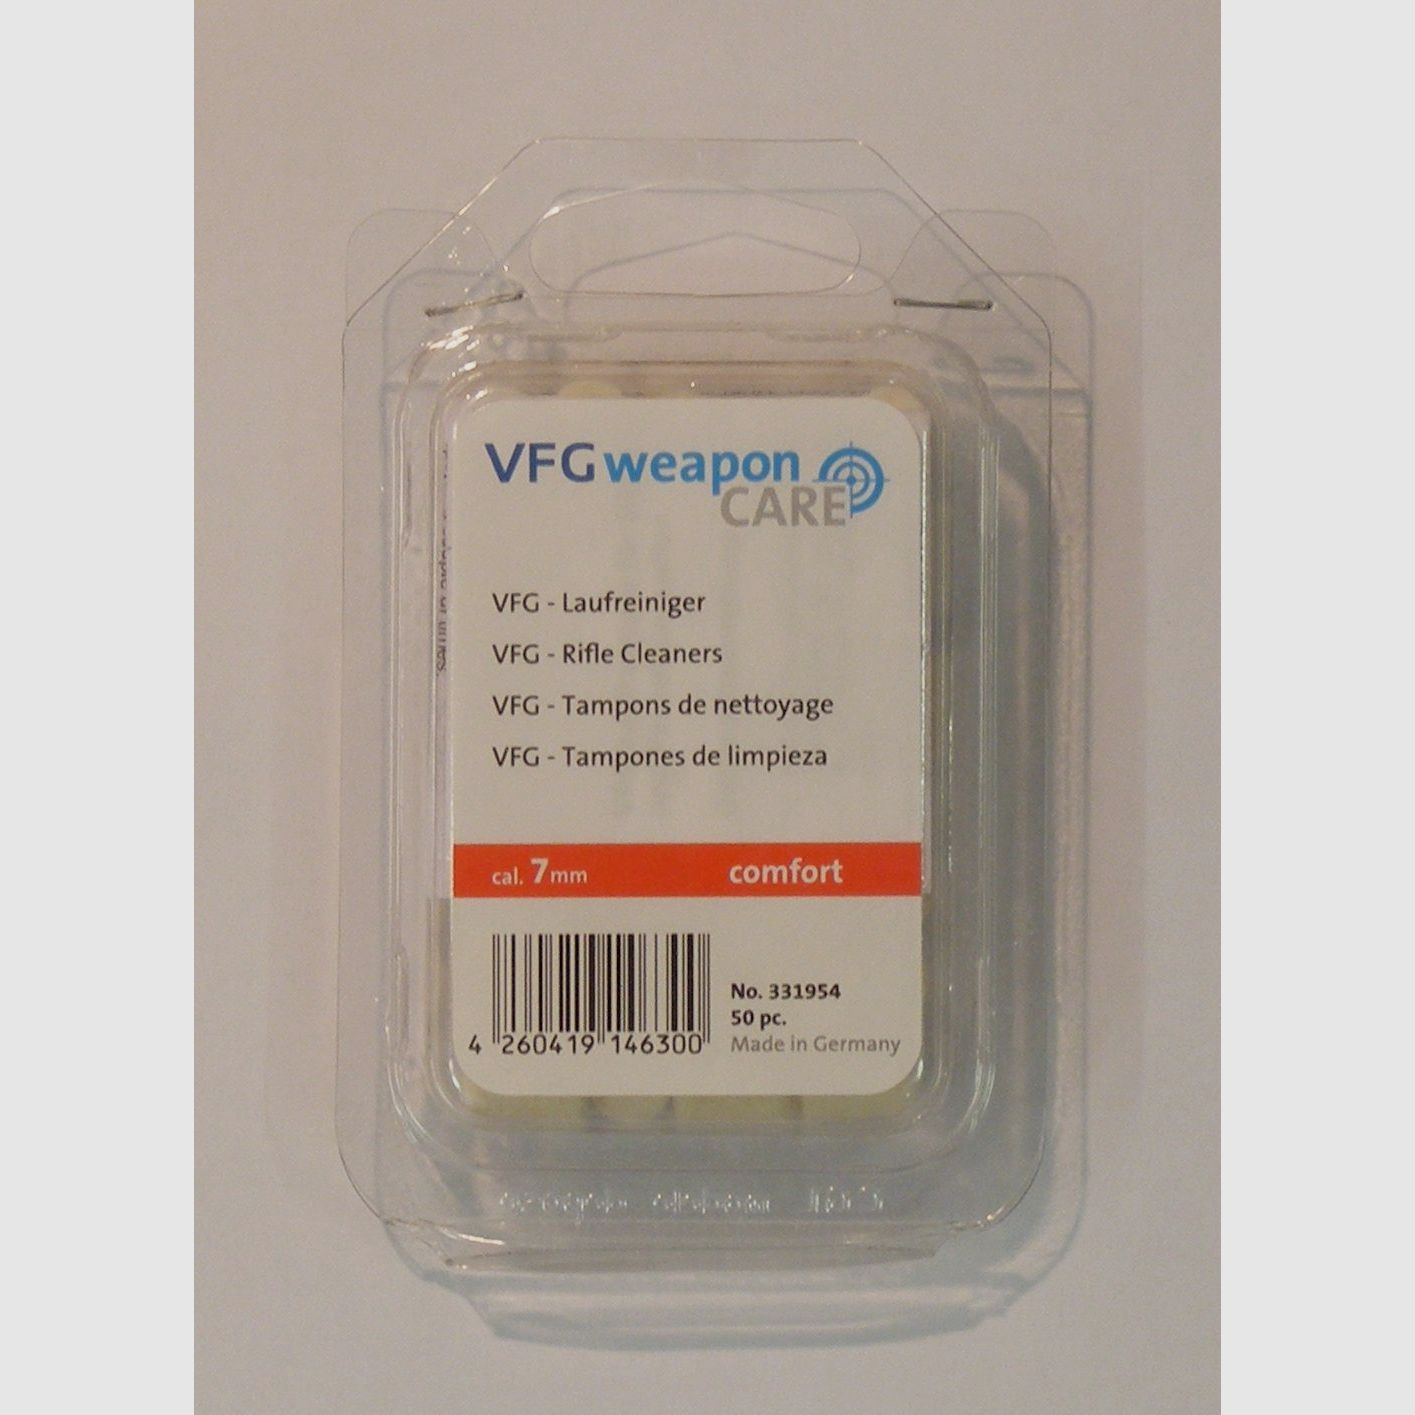 VFG weapon
CARE
VFG - Laufreiniger
VFG - Rifle Cleaners
VFG - Tampons de nettoyage
VFG - Tampones de limpieza
cal. 7mm comfort
No. 331954
50 pc.
Made in Germany
4 260419 146300